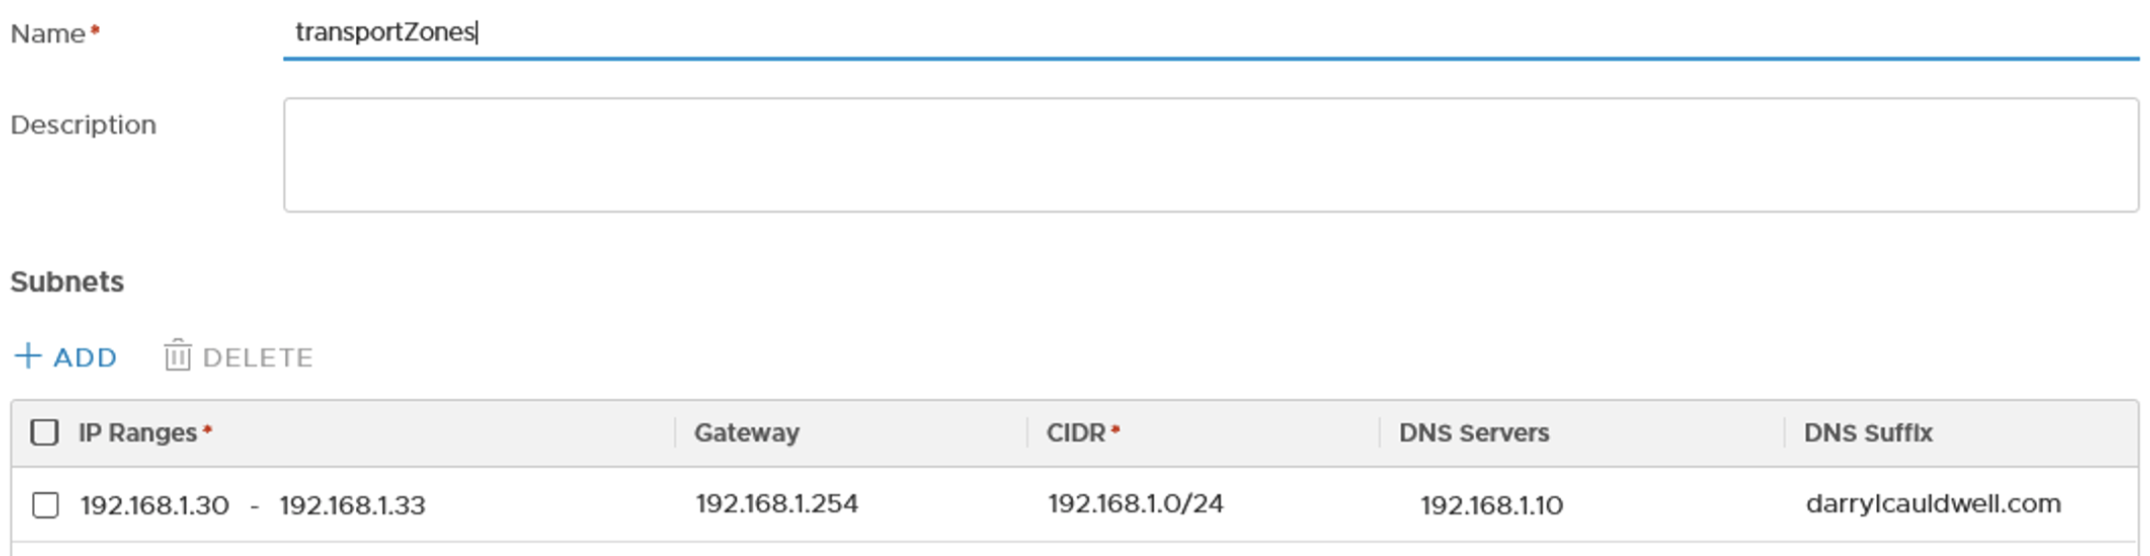 Name* transportZones
Description
Subnets
+ ADD DELETE
IP Ranges* Gateway CIDR* DNS Servers DNS Suffix
192.168.1.30 - 192.168.1.33 192.168.1.254 192.168.1.0/24 192.168.1.10 darrylcauldwell.com